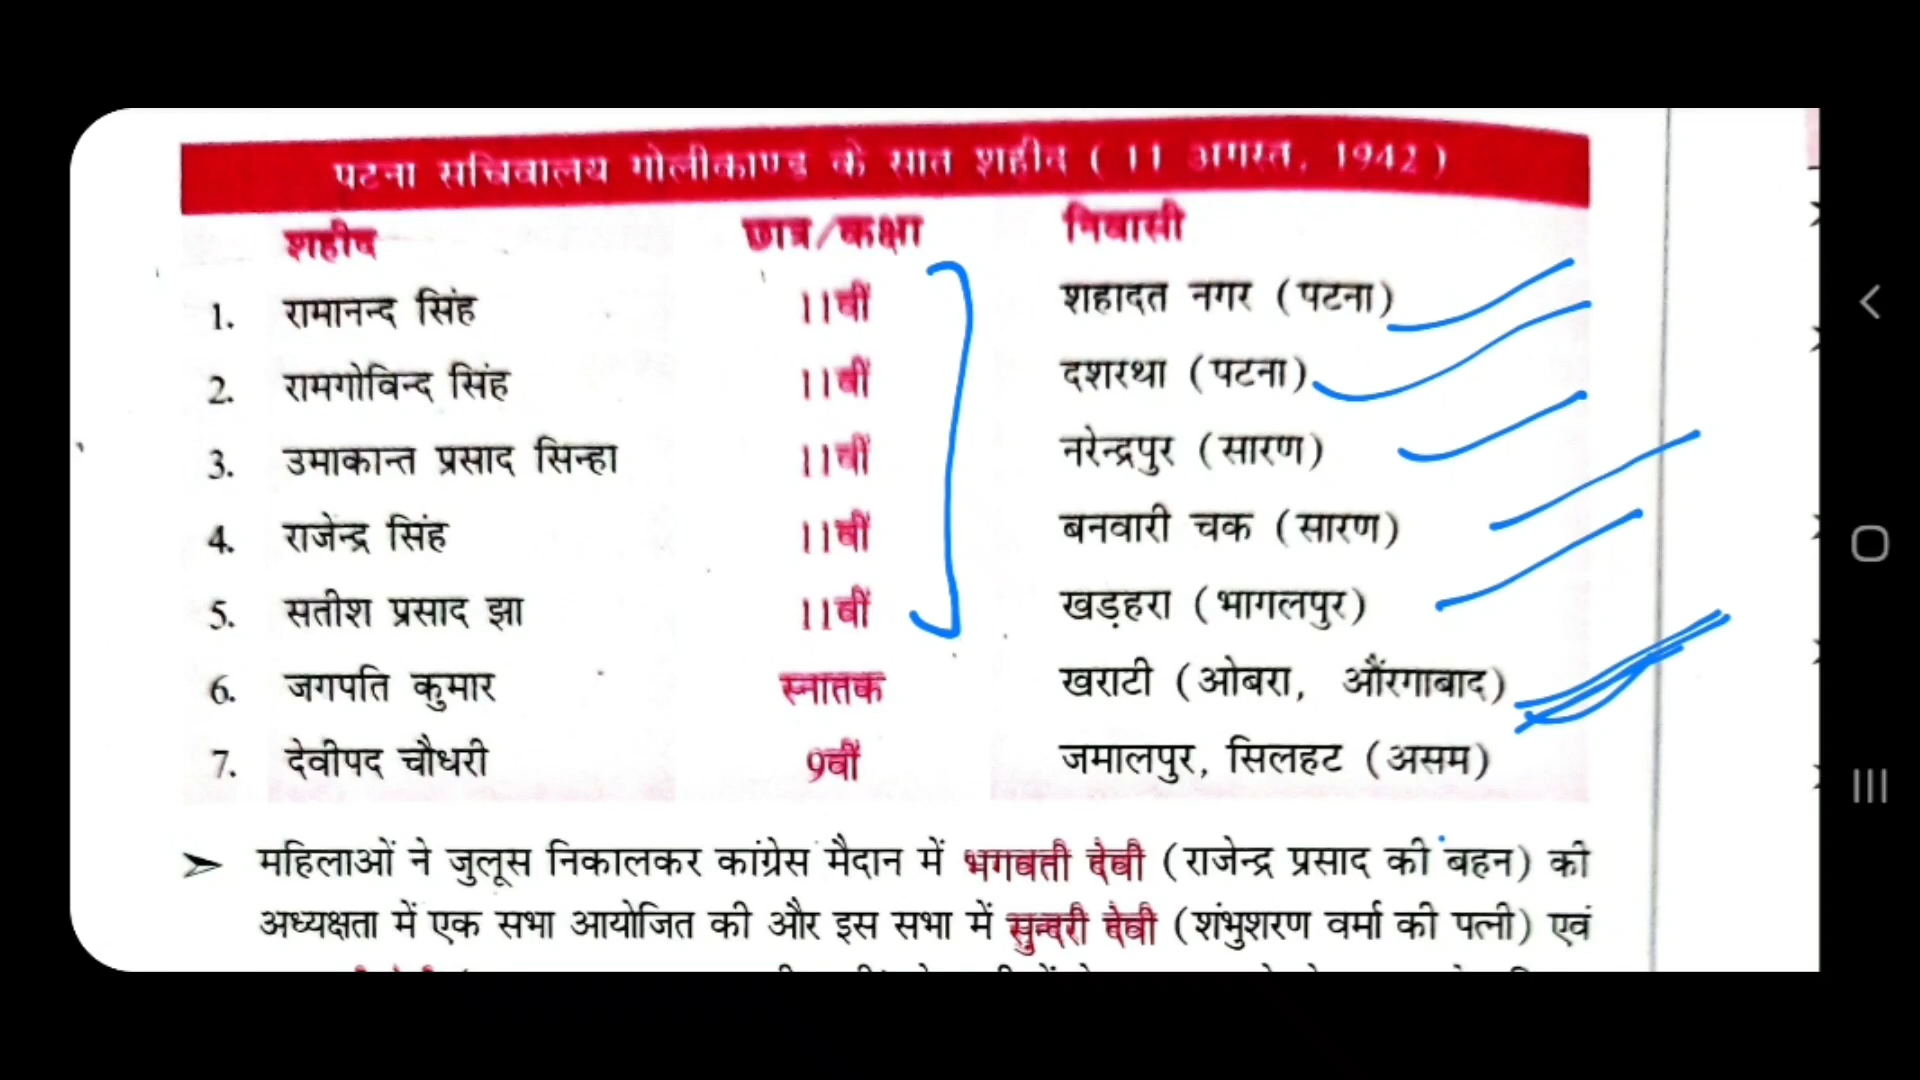 पटना सचिवालय गोलीकाण्ड के सात शहीद ( 11 अगस्त, 1942 )
शहीद छात्र/कक्षा निवासी
1. रामानन्द सिंह 11वीं शहादत नगर (पटना)
2. रामगोविन्द सिंह 11वीं दशरथा (पटना)
3. उमाकान्त प्रसाद सिन्हा 11वीं नरेन्द्रपुर (सारण)
4. राजेन्द्र सिंह 11वीं बनवारी चक (सारण)
5. सतीश प्रसाद झा 11वीं खड़हरा (भागलपुर)
6. जगपति कुमार स्नातक खराटी (ओबरा, औंरगाबाद)
7. देवीपद चौधरी 9वीं जमालपुर, सिलहट (असम)
➢ महिलाओं ने जुलूस निकालकर कांग्रेस मैदान में भगवती देवी (राजेन्द्र प्रसाद की बहन) की
अध्यक्षता में एक सभा आयोजित की और इस सभा में सुन्दरी देवी (शंभुशरण वर्मा की पत्नी) एवं